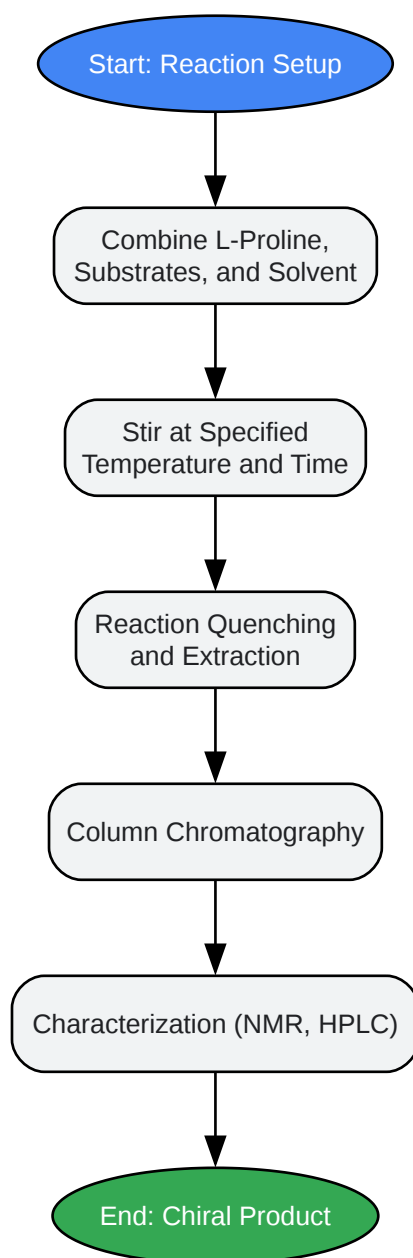 Start: Reaction Setup
Combine L-Proline,
Substrates, and Solvent
Stir at Specified
Temperature and Time
Reaction Quenching
and Extraction
Column Chromatography
Characterization (NMR, HPLC)
End: Chiral Product